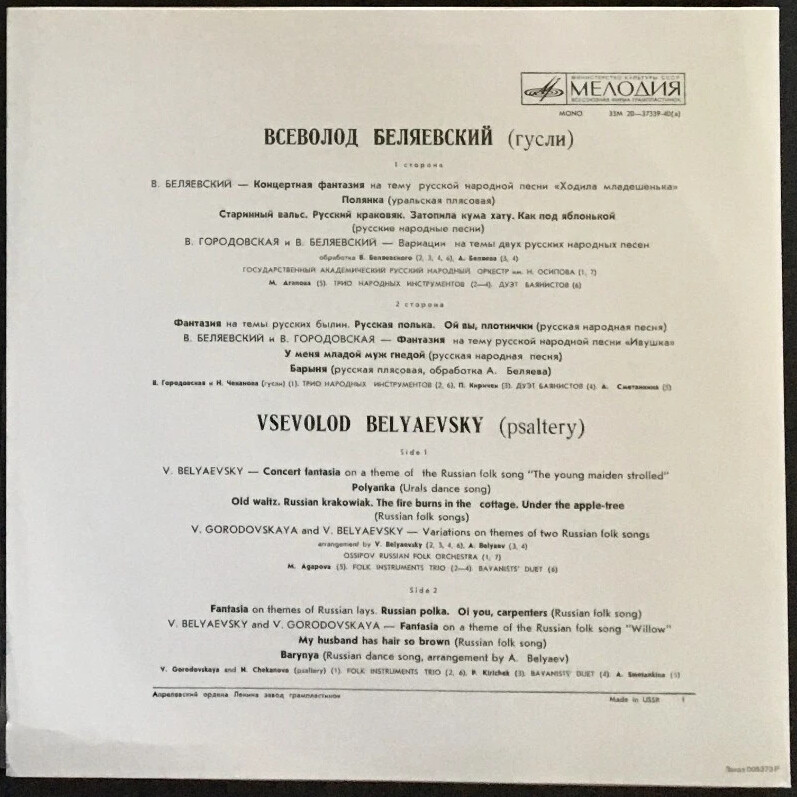 МИНИСТЕРСТВО КУЛЬТУРЫ СССР
МЕЛОДИЯ
ВСЕСОЮЗНАЯ ФИРМА ГРАМПЛАСТИНОК
MONO 33М 20—37339-40(а)
ВСЕВОЛОД БЕЛЯЕВСКИЙ (гусли)
1 сторона
В. БЕЛЯЕВСКИЙ — Концертная фантазия на тему русской народной песни «Ходила младешенька»
Полянка (уральская плясовая)
Старинный вальс. Русский краковяк. Затопила кума хату. Как под яблонькой
(русские народные песни)
В. ГОРОДОВСКАЯ и В. БЕЛЯЕВСКИЙ — Вариации на темы двух русских народных песен
обработка В. Беляевского (2, 3, 4, 6), А. Беляева (3, 4)
ГОСУДАРСТВЕННЫЙ АКАДЕМИЧЕСКИЙ РУССКИЙ НАРОДНЫЙ ОРКЕСТР им. Н. ОСИПОВА (1, 7)
М. Агапова (5). ТРИО НАРОДНЫХ ИНСТРУМЕНТОВ (2—4). ДУЭТ БАЯНИСТОВ (6)
2 сторона
Фантазия на темы русских былин. Русская полька. Ой вы, плотнички (русская народная песня)
В. БЕЛЯЕВСКИЙ и В. ГОРОДОВСКАЯ — Фантазия на тему русской народной песни «Ивушка»
У меня младой муж гнедой (русская народная песня)
Барыня (русская плясовая, обработка А. Беляева)
В. Городовская и Н. Чеканова (гусли) (1). ТРИО НАРОДНЫХ ИНСТРУМЕНТОВ (2, 6). П. Киричек (3). ДУЭТ БАЯНИСТОВ (4). А. Сметанкина (5)
VSEVOLOD BELYAEVSKY (psaltery)
Side 1
V. BELYAEVSKY — Concert fantasia on a theme of the Russian folk song "The young maiden strolled"
Polyanka (Urals dance song)
Old waltz. Russian krakowiak. The fire burns in the cottage. Under the apple-tree
(Russian folk songs)
V. GORODOVSKAYA and V. BELYAEVSKY — Variations on themes of two Russian folk songs
arrangement by V. Belyaevsky (2, 3, 4, 6), A. Belyaev (3, 4)
OSSIPOV RUSSIAN FOLK ORCHESTRA (1, 7)
M. Agapova (5). FOLK INSTRUMENTS TRIO (2—4). BAYANISTS' DUET (6)
Side 2
Fantasia on themes of Russian lays. Russian polka. Oi you, carpenters (Russian folk song)
V. BELYAEVSKY and V. GORODOVSKAYA — Fantasia on a theme of the Russian folk song "Willow"
My husband has hair so brown (Russian folk song)
Barynya (Russian dance song, arrangement by A. Belyaev)
V. Gorodovskaya and N. Chekanova (psaltery) (1). FOLK INSTRUMENTS TRIO (2, 6). P. Kirichek (3). BAYANISTS' DUET (4). A. Smetankina (5)
Апрелевский ордена Ленина завод грампластинок Made in USSR 1